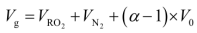 V_g = V_{RO_2} + V_{N_2} + (α − 1) × V_0